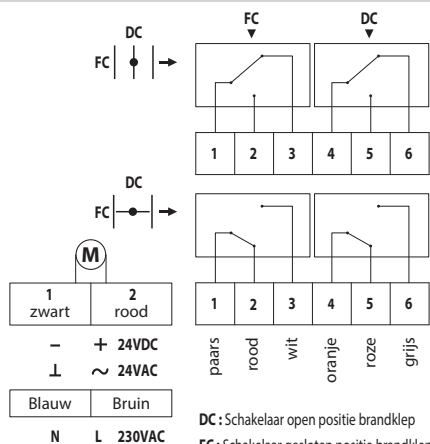 FC DC
DC
FC
1 2 3 4 5 6
DC
FC
M
1 2
zwart rood
1 2 3 4 5 6
paars rood wit oranje roze grijs
– + 24VDC
⊥ ~ 24VAC
Blauw Bruin
N L 230VAC
DC : Schakelaar open positie brandklep
FC : Schakelaar gesloten positie brandklep